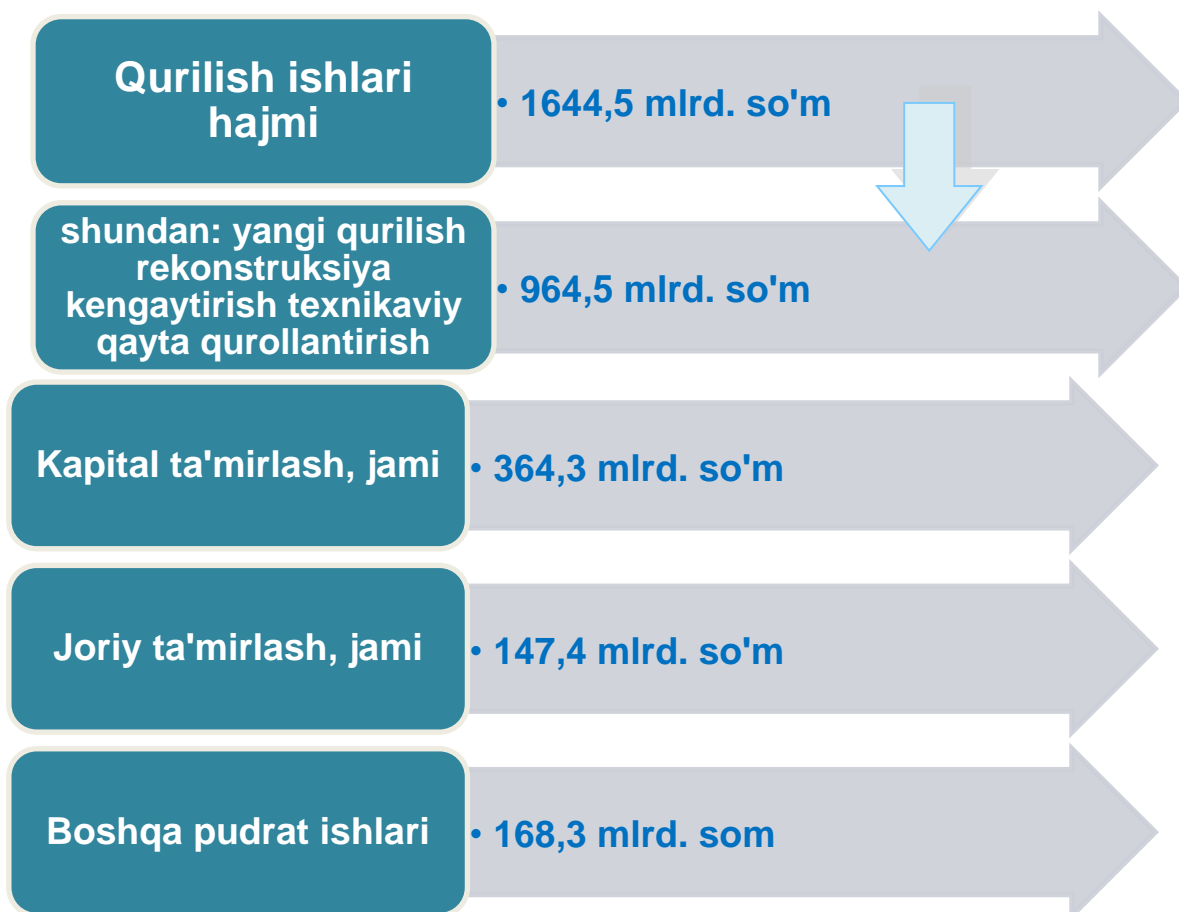 Qurilish ishlari
hajmi
• 1644,5 mlrd. so'm
shundan: yangi qurilish
rekonstruksiya
kengaytirish texnikaviy
qayta qurollantirish
• 964,5 mlrd. so'm
Kapital ta'mirlash, jami
• 364,3 mlrd. so'm
Joriy ta'mirlash, jami
• 147,4 mlrd. so'm
Boshqa pudrat ishlari
• 168,3 mlrd. som